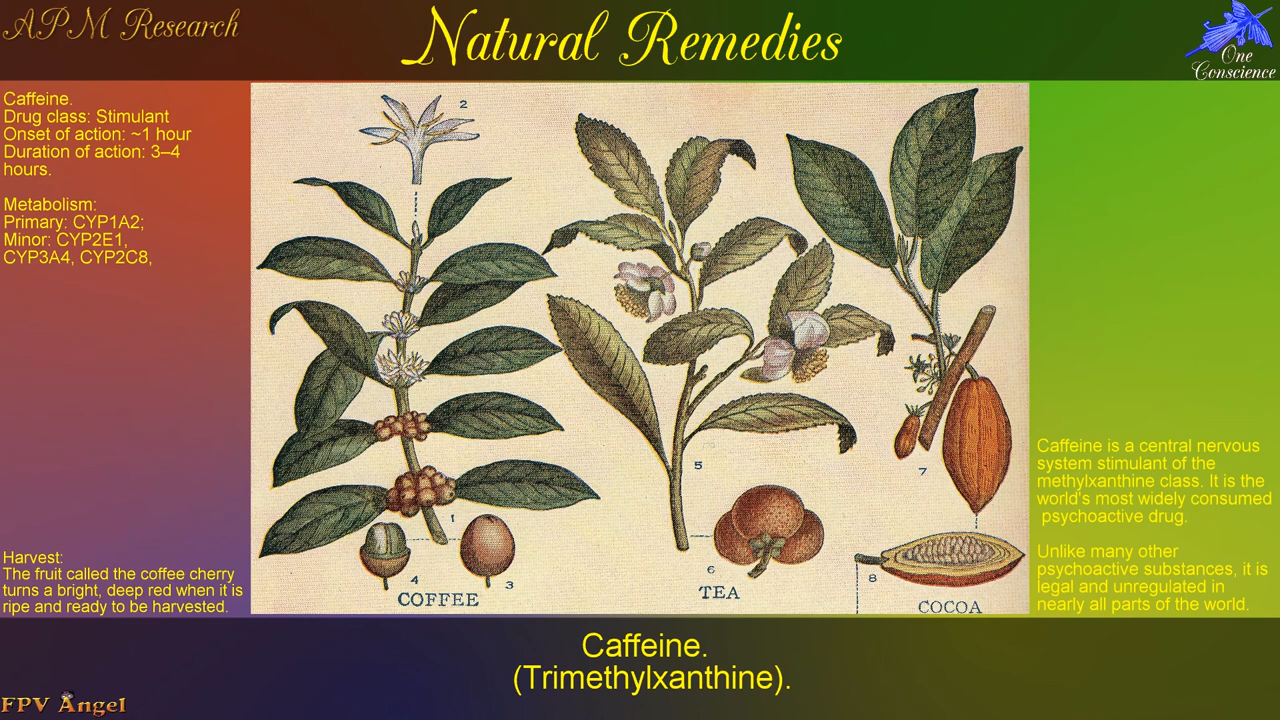 APM Research
Natural Remedies
One
Conscience
Caffeine.
Drug class: Stimulant
Onset of action: ~1 hour
Duration of action: 3–4
hours.
Metabolism:
Primary: CYP1A2;
Minor: CYP2E1,
CYP3A4, CYP2C8,
Harvest:
The fruit called the coffee cherry
turns a bright, deep red when it is
ripe and ready to be harvested.
2
1
4
3
COFFEE
5
6
TEA
7
8
COCOA
Caffeine is a central nervous
system stimulant of the
methylxanthine class. It is the
world's most widely consumed
psychoactive drug.
Unlike many other
psychoactive substances, it is
legal and unregulated in
nearly all parts of the world.
Caffeine.
(Trimethylxanthine).
FPV Angel